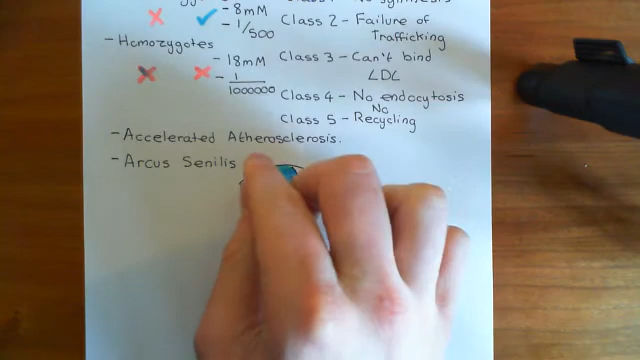 - 8mM
- 1/500
Class 2 - Failure of
Trafficking
- Homozygotes
- 18mM
- 1
1000000
Class 3 - Can't bind
LDL
Class 4 - No endocytosis
No
Class 5 - Recycling
- Accelerated Atherosclerosis.
- Arcus Senilis